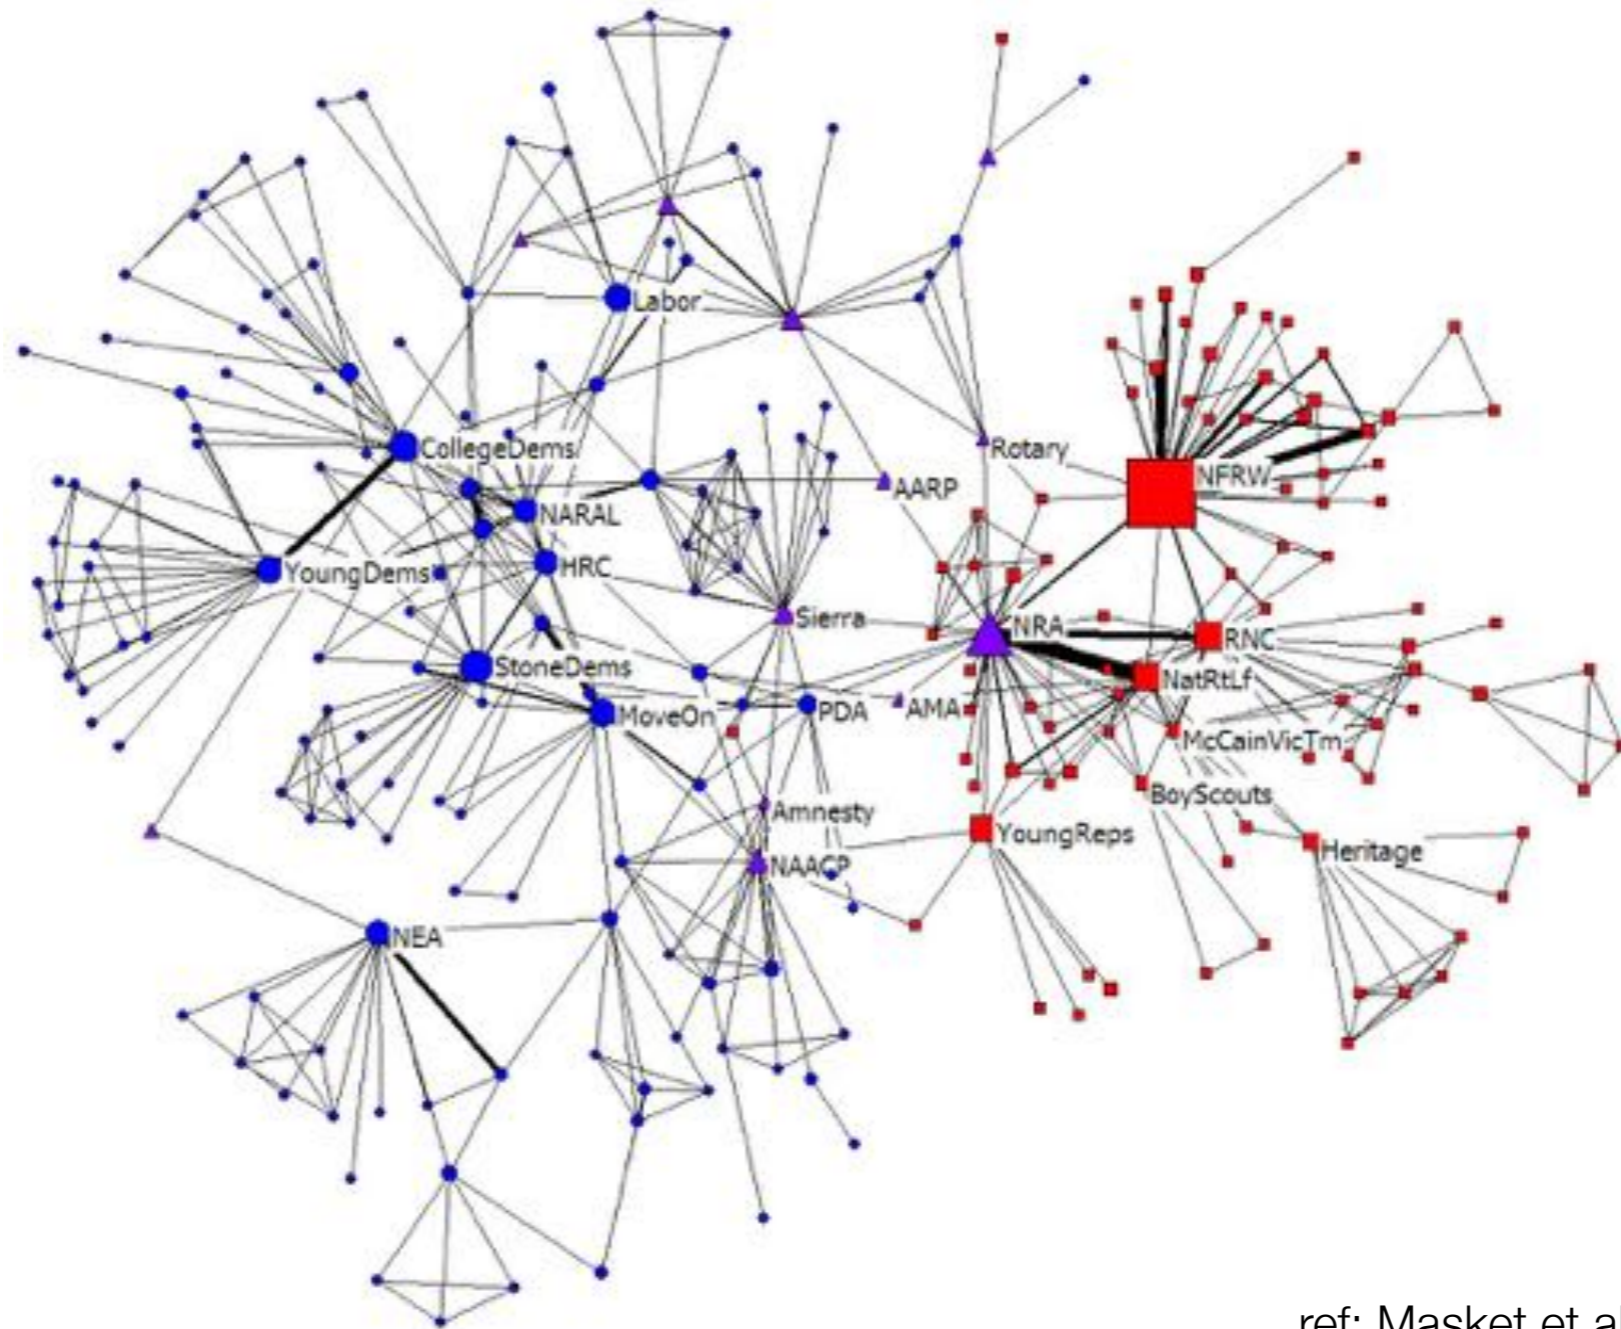 Labor
Rotary
CollegeDems
AARP
NFRW
NARAL
YoungDems
HRC
Sierra
NRA
RNC
StoneDems
NatRtLf
MoveOn
PDA
AMA
McCainVicTm
BoyScouts
Amnesty
YoungReps
NAACP
Heritage
NEA
ref: Masket et al